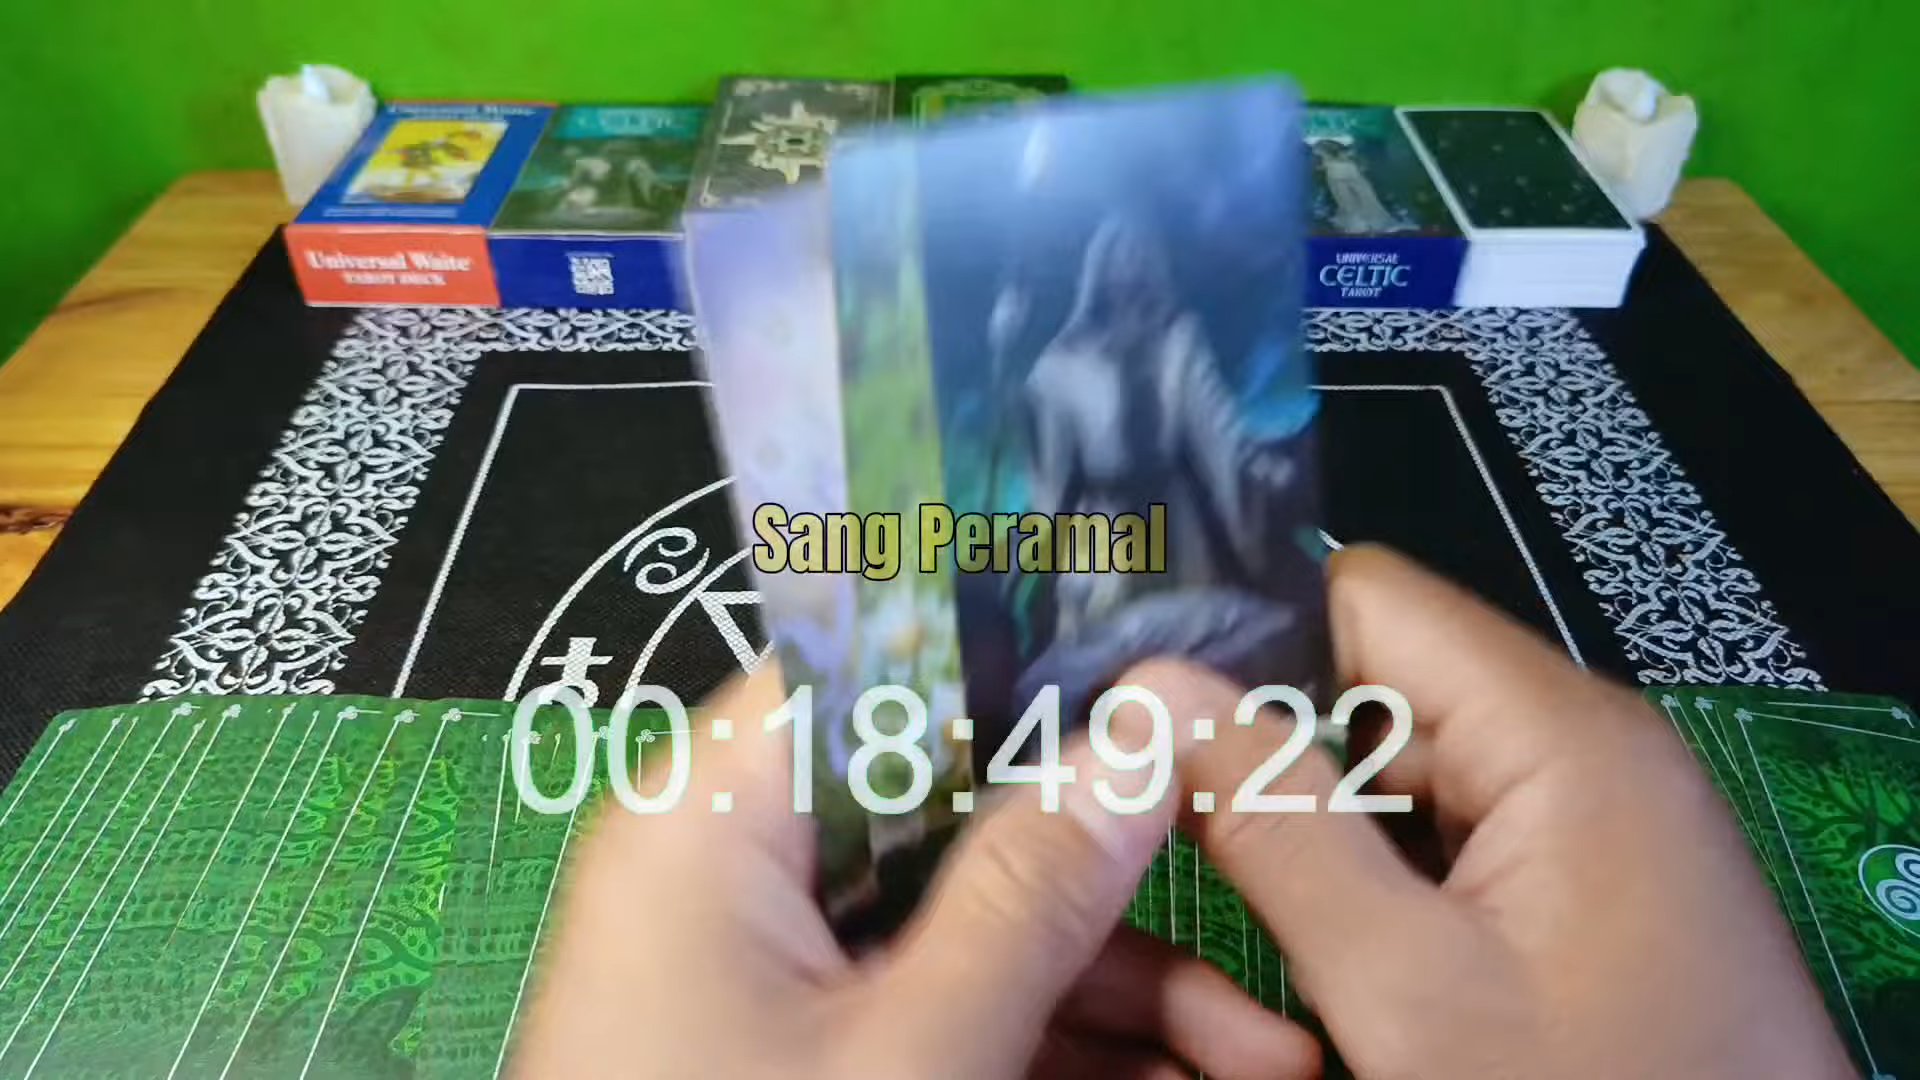 Universal Waite
TAROT DECK
UNIVERSAL
CELTIC
TAROT
Sang Peramal
00:18:49:22